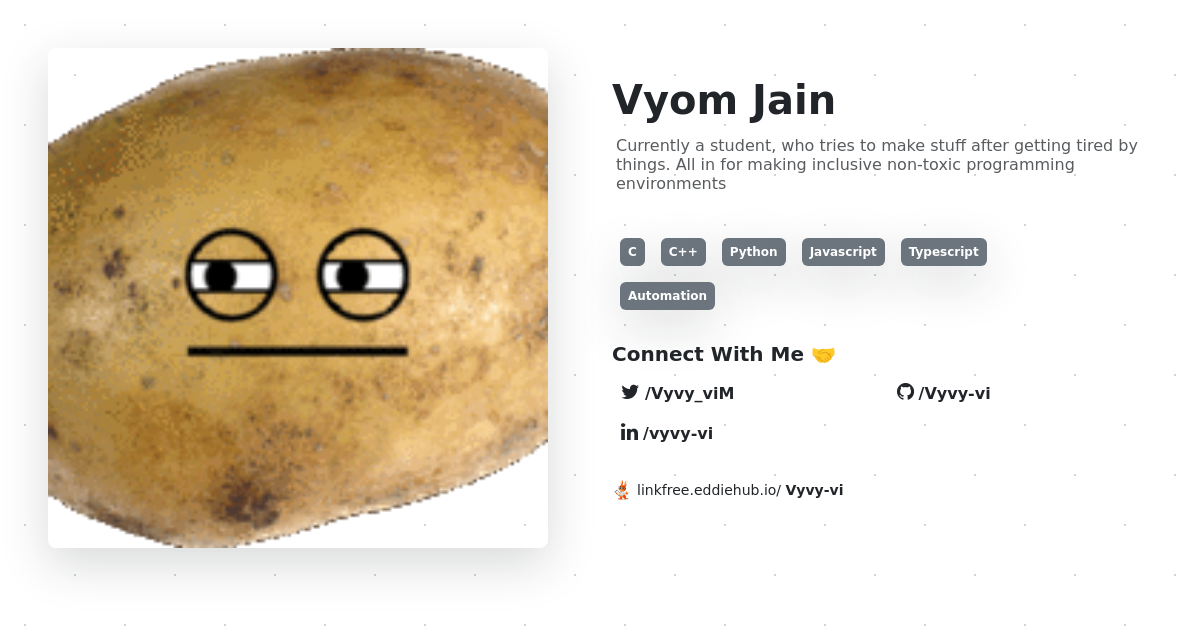 Vyom Jain
Currently a student, who tries to make stuff after getting tired by
things. All in for making inclusive non-toxic programming
environments
C C++ Python Javascript Typescript
Automation
Connect With Me 🤝
/Vyvy_viM /Vyvy-vi
/vyvy-vi
linkfree.eddiehub.io/ Vyvy-vi